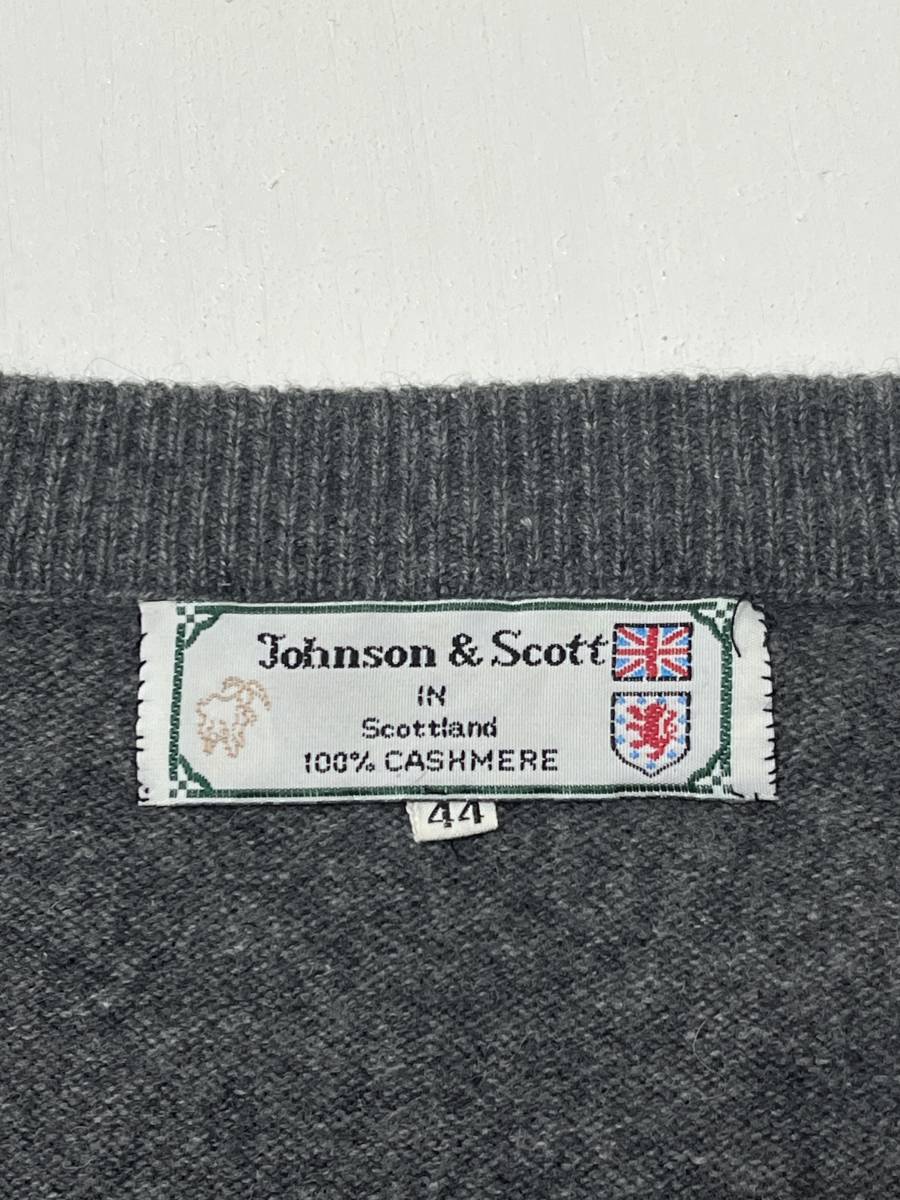 Johnson & Scott
IN
Scottland
100% CASHMERE
44